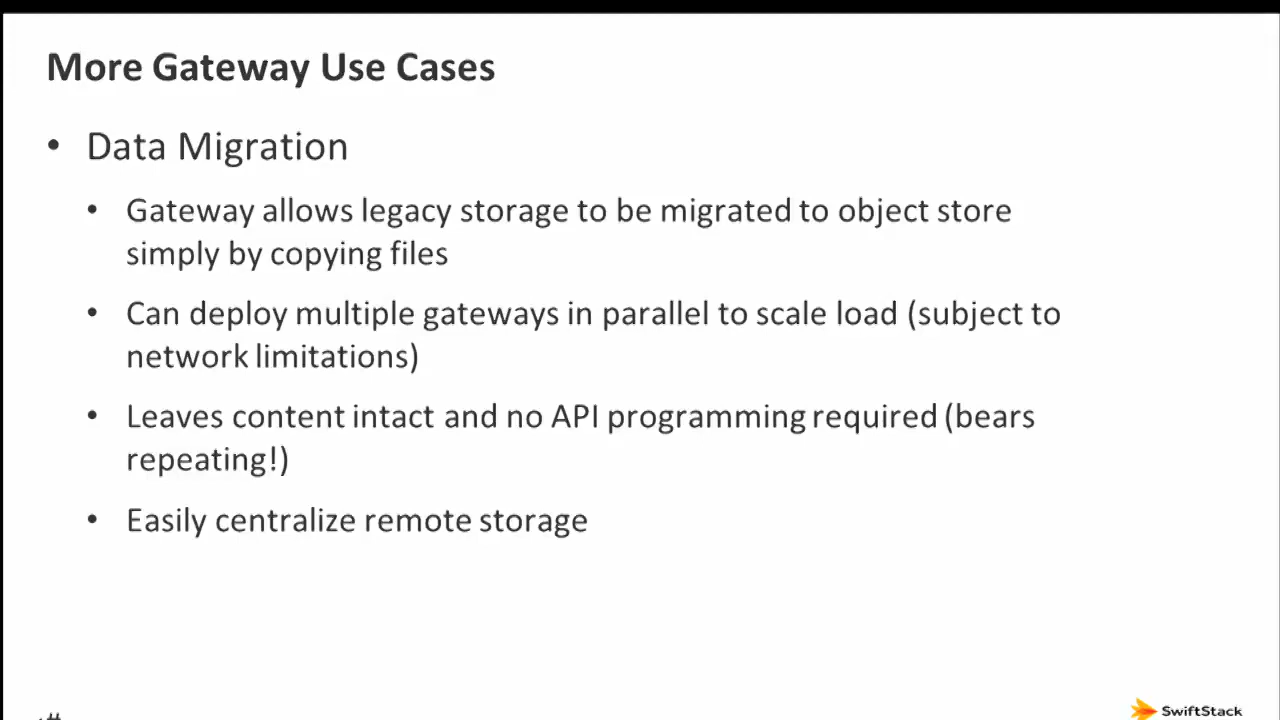 More Gateway Use Cases
• Data Migration
• Gateway allows legacy storage to be migrated to object store
simply by copying files
• Can deploy multiple gateways in parallel to scale load (subject to
network limitations)
• Leaves content intact and no API programming required (bears
repeating!)
• Easily centralize remote storage
SwiftStack